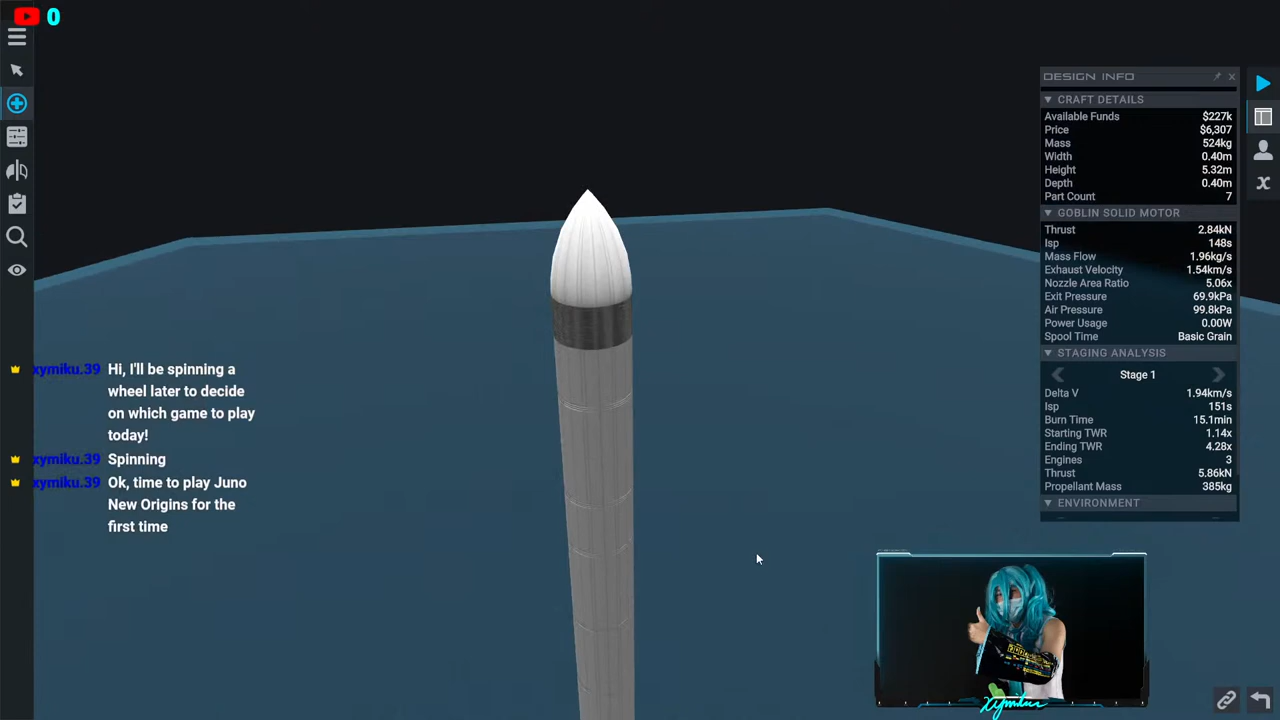 0
DESIGN INFO
CRAFT DETAILS
Available Funds $227k
Price $6,307
Mass 524kg
Width 0.40m
Height 5.32m
Depth 0.40m
Part Count 7
GOBLIN SOLID MOTOR
Thrust 2.84kN
Isp 148s
Mass Flow 1.96kg/s
Exhaust Velocity 1.54km/s
Nozzle Area Ratio 5.06x
Exit Pressure 69.9kPa
Air Pressure 99.8kPa
Power Usage 0.00W
Spool Time Basic Grain
STAGING ANALYSIS
Stage 1
Delta V 1.94km/s
Isp 151s
Burn Time 15.1min
Starting TWR 1.14x
Ending TWR 4.28x
Engines 3
Thrust 5.86kN
Propellant Mass 385kg
ENVIRONMENT
xymiku.39 Hi, I'll be spinning a
wheel later to decide
on which game to play
today!
xymiku.39 Spinning
xymiku.39 Ok, time to play Juno
New Origins for the
first time
xymiku